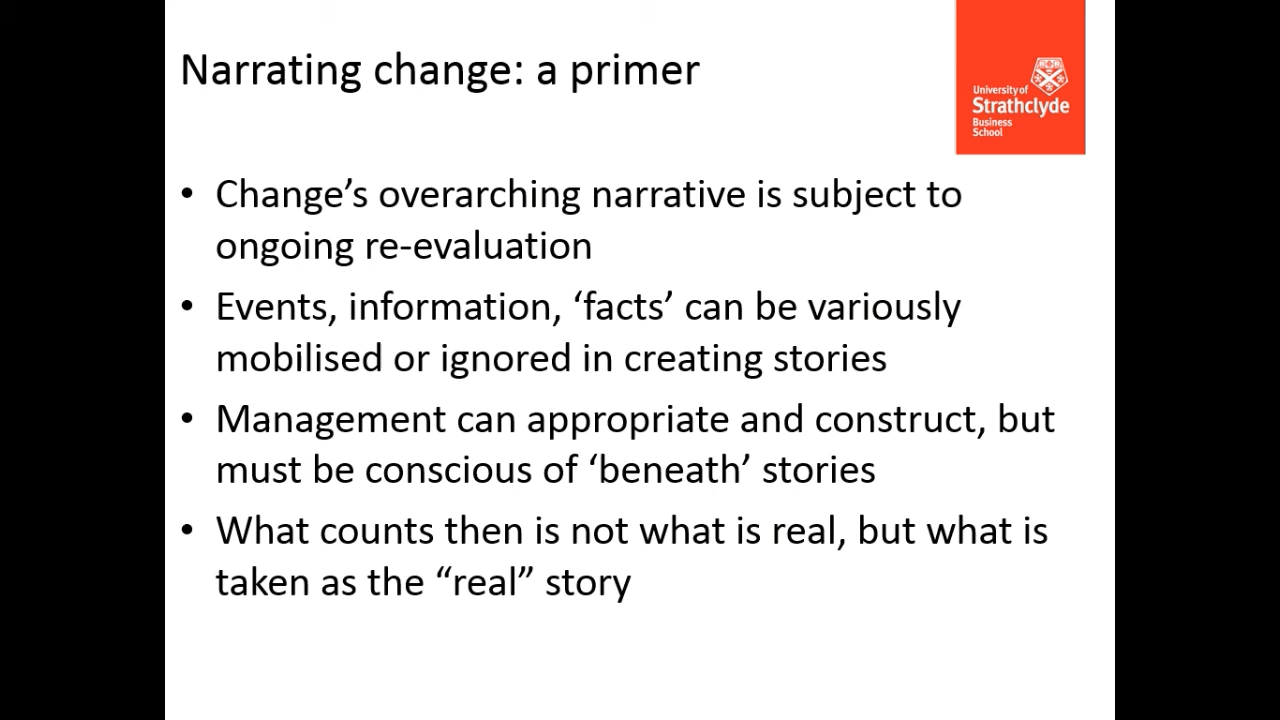 Narrating change: a primer
University of
Strathclyde
Business
School
• Change’s overarching narrative is subject to
ongoing re-evaluation
• Events, information, ‘facts’ can be variously
mobilised or ignored in creating stories
• Management can appropriate and construct, but
must be conscious of ‘beneath’ stories
• What counts then is not what is real, but what is
taken as the “real” story